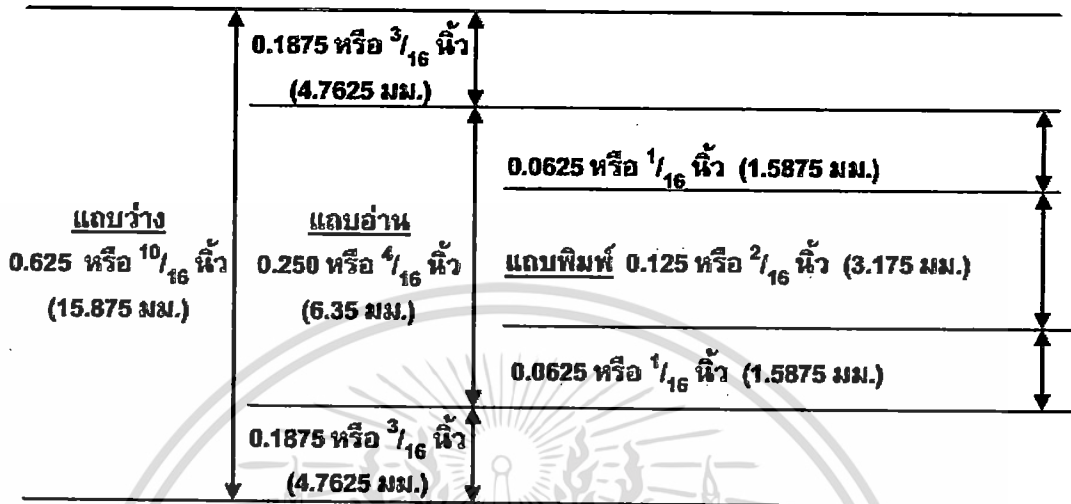 0.1875 หรือ 3/16 นิ้ว
(4.7625 มม.)
0.0625 หรือ 1/16 นิ้ว (1.5875 มม.)
แถบว่าง
0.625 หรือ 10/16 นิ้ว
(15.875 มม.)
แถบอ่าน
0.250 หรือ 4/16 นิ้ว
(6.35 มม.)
แถบพิมพ์ 0.125 หรือ 2/16 นิ้ว (3.175 มม.)
0.0625 หรือ 1/16 นิ้ว (1.5875 มม.)
0.1875 หรือ 3/16 นิ้ว
(4.7625 มม.)